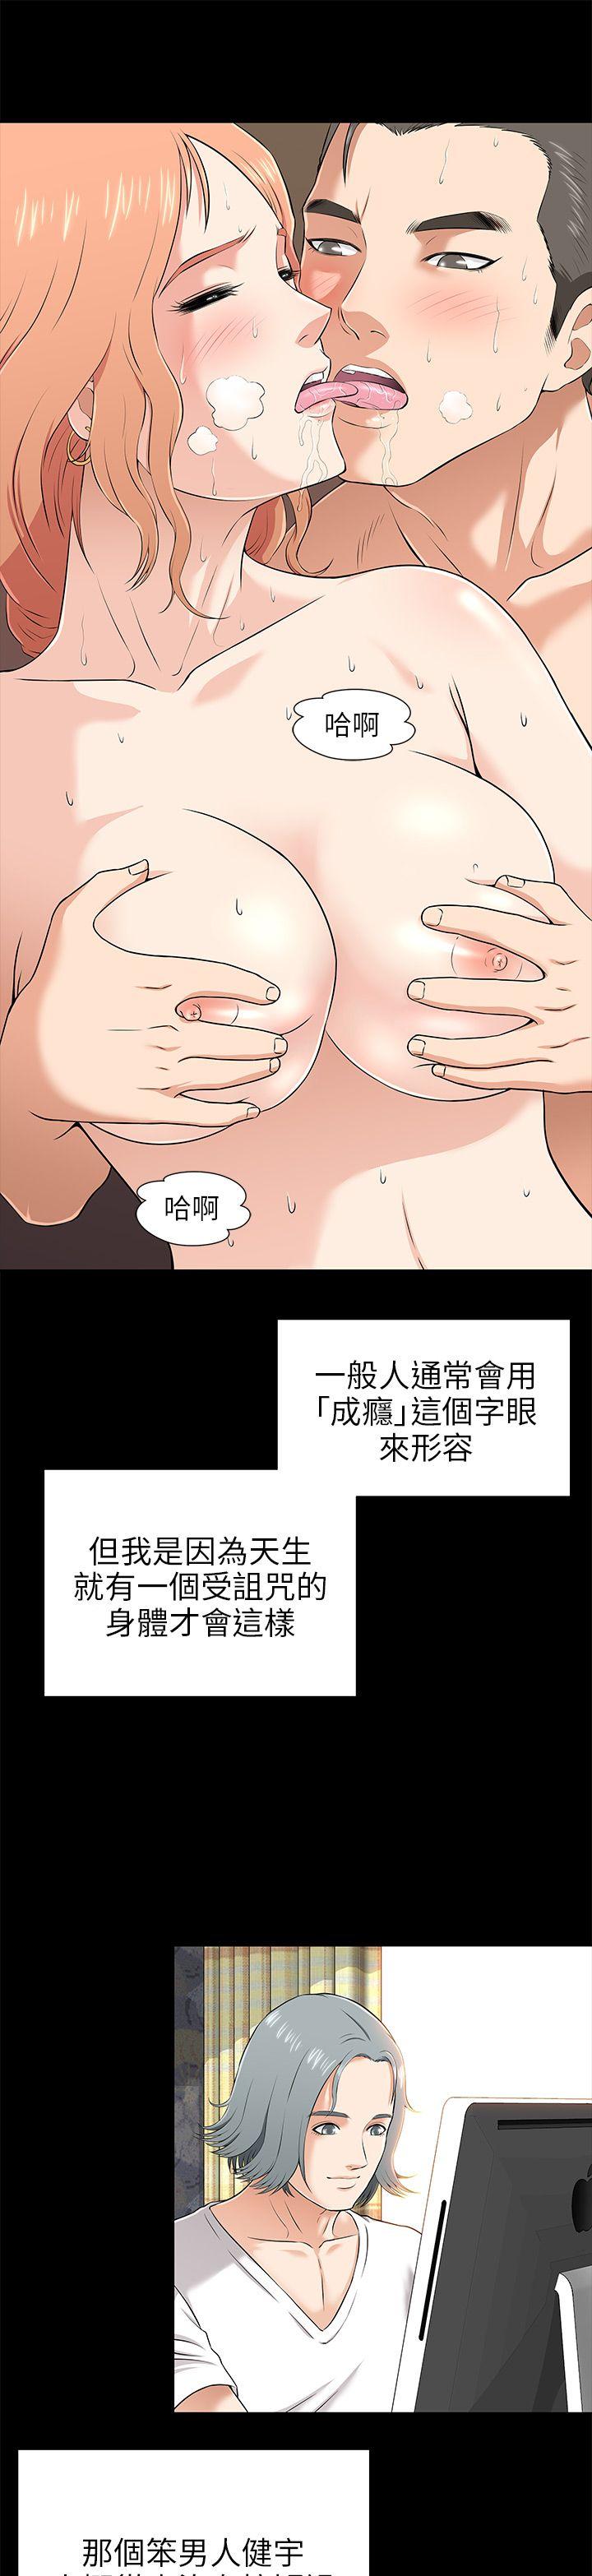 哈啊
哈啊
一般人通常會用
「成癮」這個字眼
來形容
但我是因為天生
就有一個受詛咒的
身體才會這樣
那個笨男人健宇